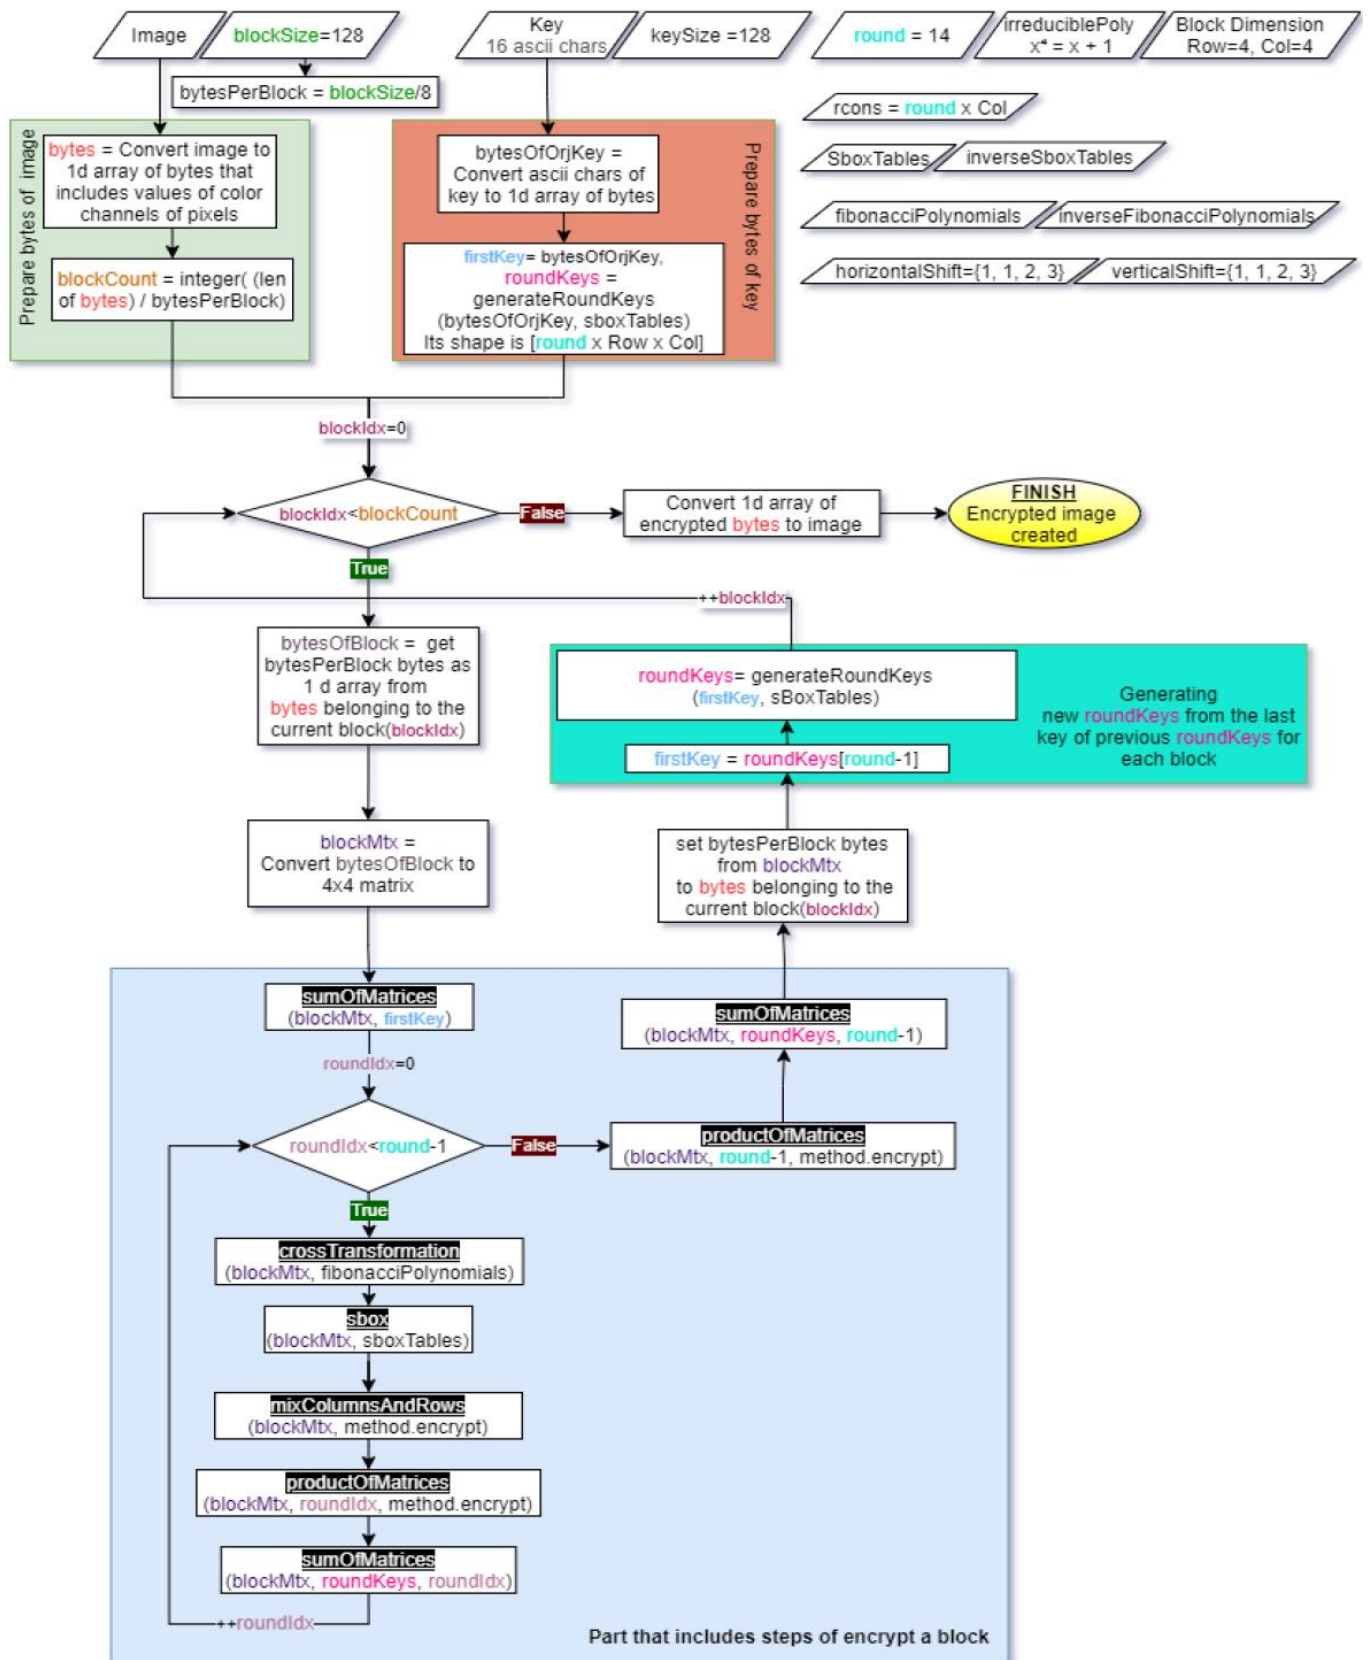 Image
blockSize=128
Key
16 ascii chars
keySize =128
round = 14
irreduciblePoly
x⁴ = x + 1
Block Dimension
Row=4, Col=4
bytesPerBlock = blockSize/8
rcons = round x Col
SboxTables
inverseSboxTables
fibonacciPolynomials
inverseFibonacciPolynomials
horizontalShift={1, 1, 2, 3}
verticalShift={1, 1, 2, 3}
Prepare bytes of image
bytes = Convert image to
1d array of bytes that
includes values of color
channels of pixels
blockCount = integer( (len
of bytes) / bytesPerBlock)
Prepare bytes of key
bytesOfOrjKey =
Convert ascii chars of
key to 1d array of bytes
firstKey= bytesOfOrjKey,
roundKeys =
generateRoundKeys
(bytesOfOrjKey, sboxTables)
Its shape is [round x Row x Col]
blockIdx=0
blockIdx<blockCount
False
Convert 1d array of
encrypted bytes to image
FINISH
Encrypted image
created
True
++blockIdx
bytesOfBlock = get
bytesPerBlock bytes as
1 d array from
bytes belonging to the
current block(blockIdx)
roundKeys= generateRoundKeys
(firstKey, sBoxTables)
firstKey = roundKeys[round-1]
Generating
new roundKeys from the last
key of previous roundKeys for
each block
blockMtx =
Convert bytesOfBlock to
4x4 matrix
set bytesPerBlock bytes
from blockMtx
to bytes belonging to the
current block(blockIdx)
sumOfMatrices
(blockMtx, firstKey)
sumOfMatrices
(blockMtx, roundKeys, round-1)
roundIdx=0
roundIdx<round-1
False
productOfMatrices
(blockMtx, round-1, method.encrypt)
True
crossTransformation
(blockMtx, fibonacciPolynomials)
sbox
(blockMtx, sboxTables)
mixColumnsAndRows
(blockMtx, method.encrypt)
productOfMatrices
(blockMtx, roundIdx, method.encrypt)
sumOfMatrices
(blockMtx, roundKeys, roundIdx)
++roundIdx
Part that includes steps of encrypt a block